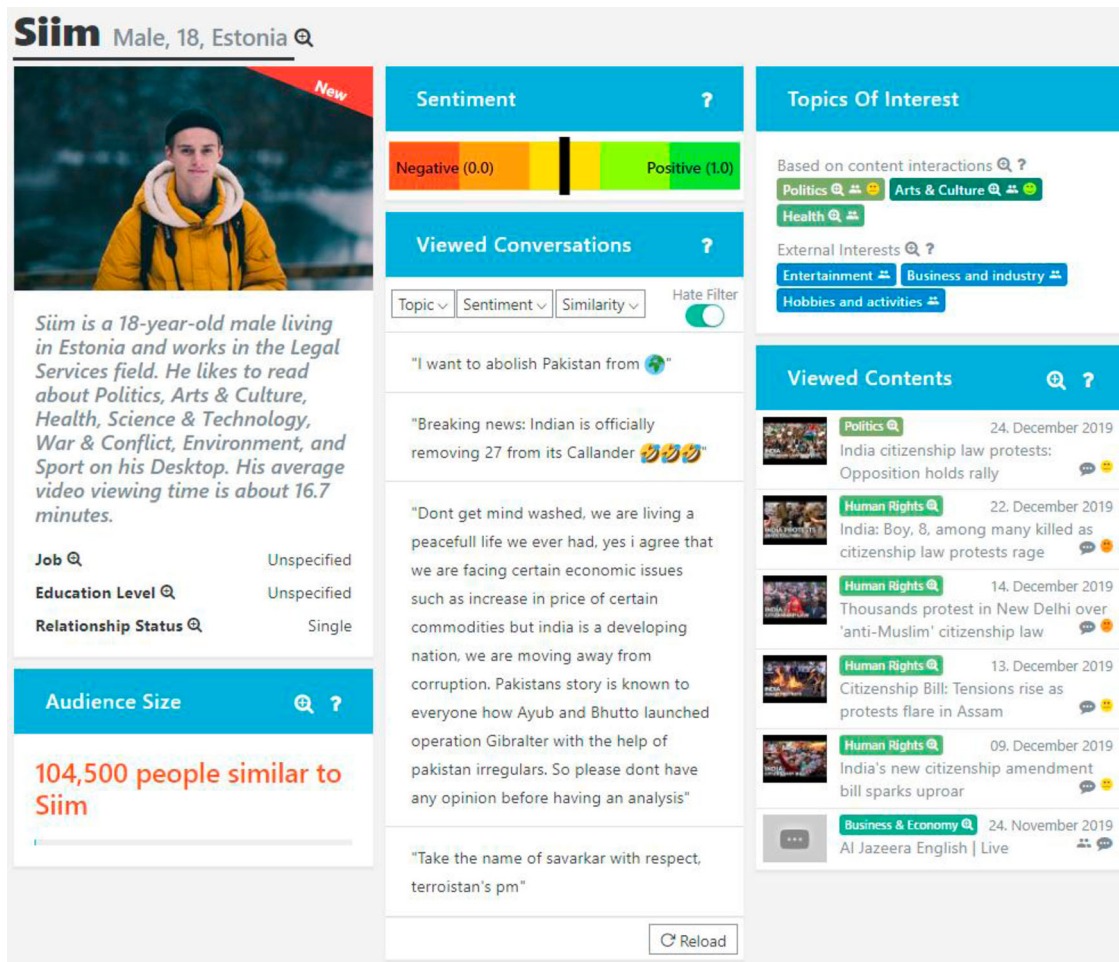 Siim Male, 18, Estonia
New
Siim is a 18-year-old male living
in Estonia and works in the Legal
Services field. He likes to read
about Politics, Arts & Culture,
Health, Science & Technology,
War & Conflict, Environment, and
Sport on his Desktop. His average
video viewing time is about 16.7
minutes.
Job Unspecified
Education Level Unspecified
Relationship Status Single
Audience Size ?
104,500 people similar to
Siim
Sentiment ?
Negative (0.0) Positive (1.0)
Viewed Conversations ?
Topic Sentiment Similarity Hate Filter
"I want to abolish Pakistan from 🌍"
"Breaking news: Indian is officially
removing 27 from its Callander 🤣🤣🤣"
"Dont get mind washed, we are living a
peacefull life we ever had, yes i agree that
we are facing certain economic issues
such as increase in price of certain
commodities but india is a developing
nation, we are moving away from
corruption. Pakistans story is known to
everyone how Ayub and Bhutto launched
operation Gibralter with the help of
pakistan irregulars. So please dont have
any opinion before having an analysis"
"Take the name of savarkar with respect,
terroistan's pm"
Reload
Topics Of Interest
Based on content interactions ?
Politics Arts & Culture
Health
External Interests ?
Entertainment Business and industry
Hobbies and activities
Viewed Contents ?
Politics 24. December 2019
India citizenship law protests:
Opposition holds rally
Human Rights 22. December 2019
India: Boy, 8, among many killed as
citizenship law protests rage
Human Rights 14. December 2019
Thousands protest in New Delhi over
'anti-Muslim' citizenship law
Human Rights 13. December 2019
Citizenship Bill: Tensions rise as
protests flare in Assam
Human Rights 09. December 2019
India's new citizenship amendment
bill sparks uproar
Business & Economy 24. November 2019
Al Jazeera English | Live